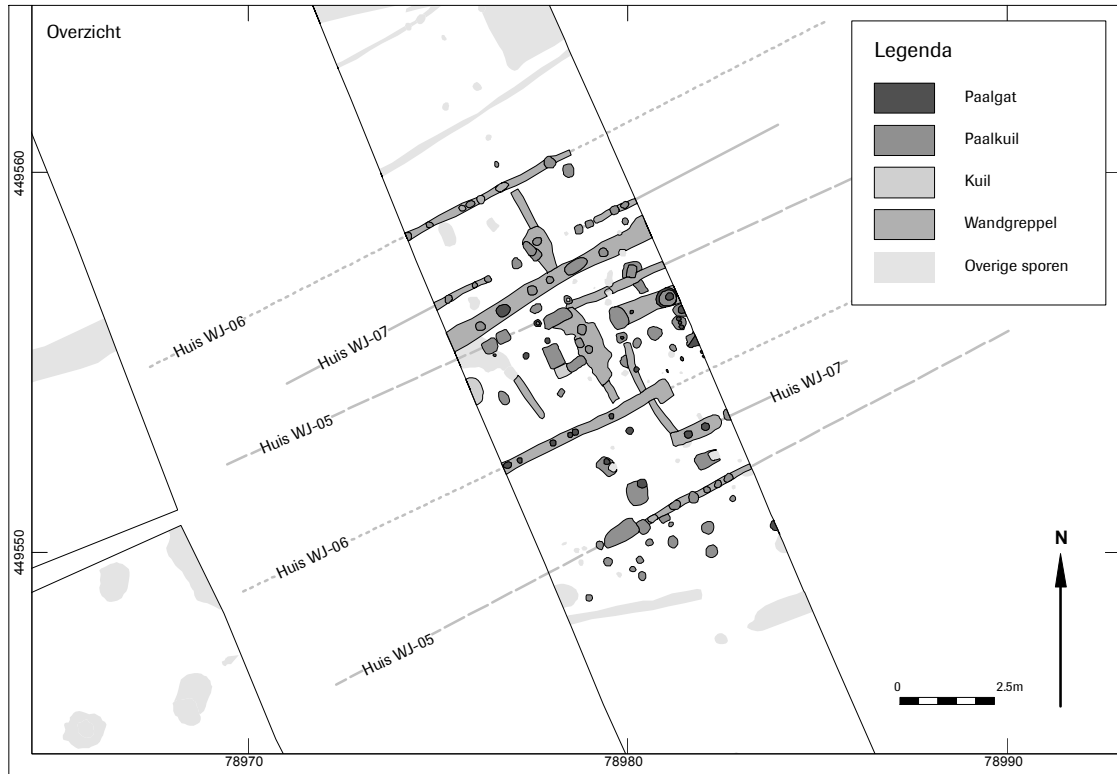 Overzicht
Legenda
Paalgat
Paalkuil
Kuil
Wandgreppel
Overige sporen
449560
449550
Huis WJ-06
Huis WJ-07
Huis WJ-05
Huis WJ-07
Huis WJ-06
Huis WJ-05
N
0 2.5m
78970 78980 78990